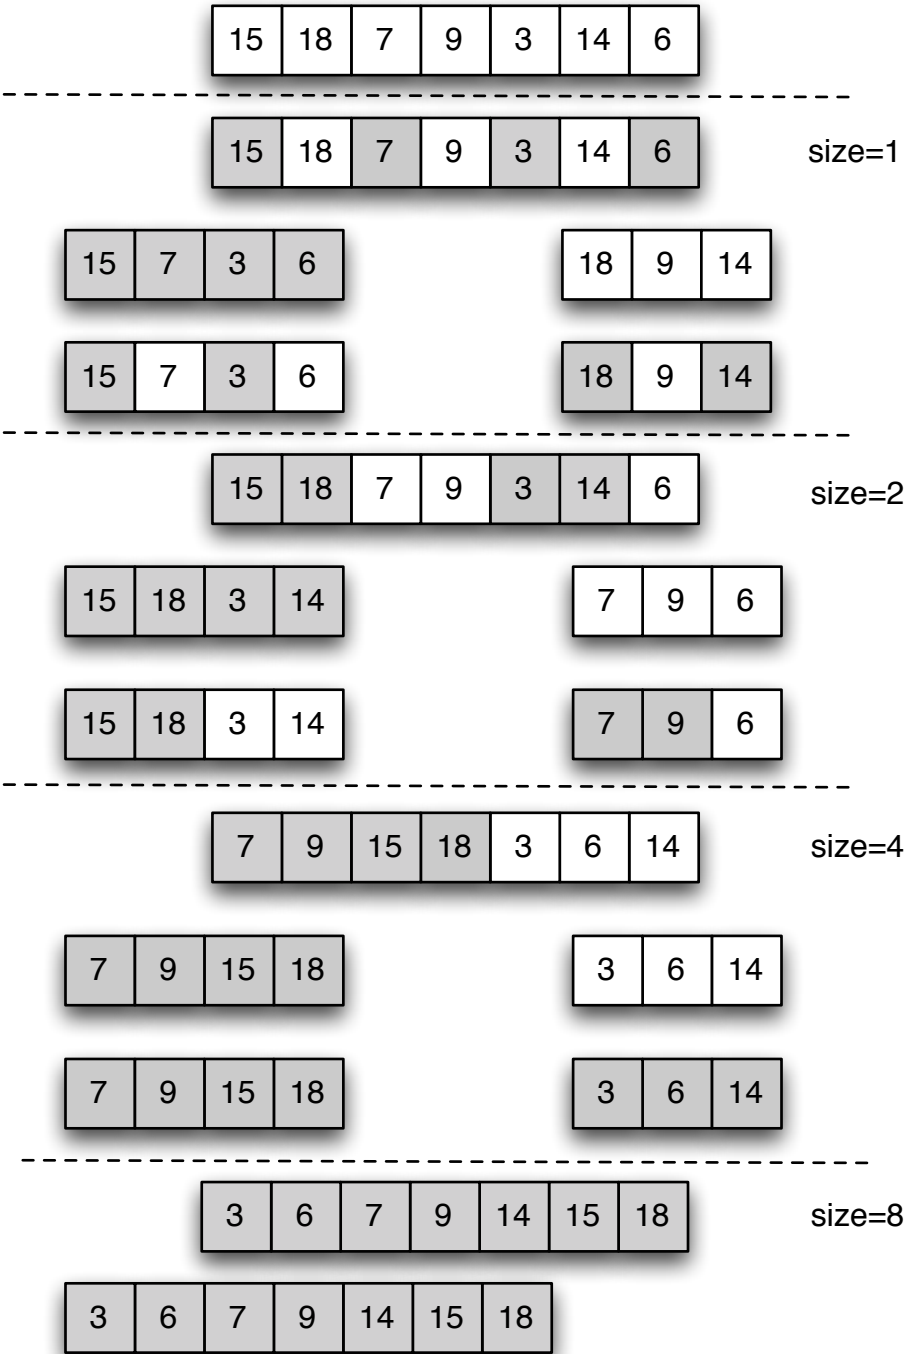 15 18 7 9 3 14 6
15 18 7 9 3 14 6 size=1
15 7 3 6 18 9 14
15 7 3 6 18 9 14
15 18 7 9 3 14 6 size=2
15 18 3 14 7 9 6
15 18 3 14 7 9 6
7 9 15 18 3 6 14 size=4
7 9 15 18 3 6 14
7 9 15 18 3 6 14
3 6 7 9 14 15 18 size=8
3 6 7 9 14 15 18